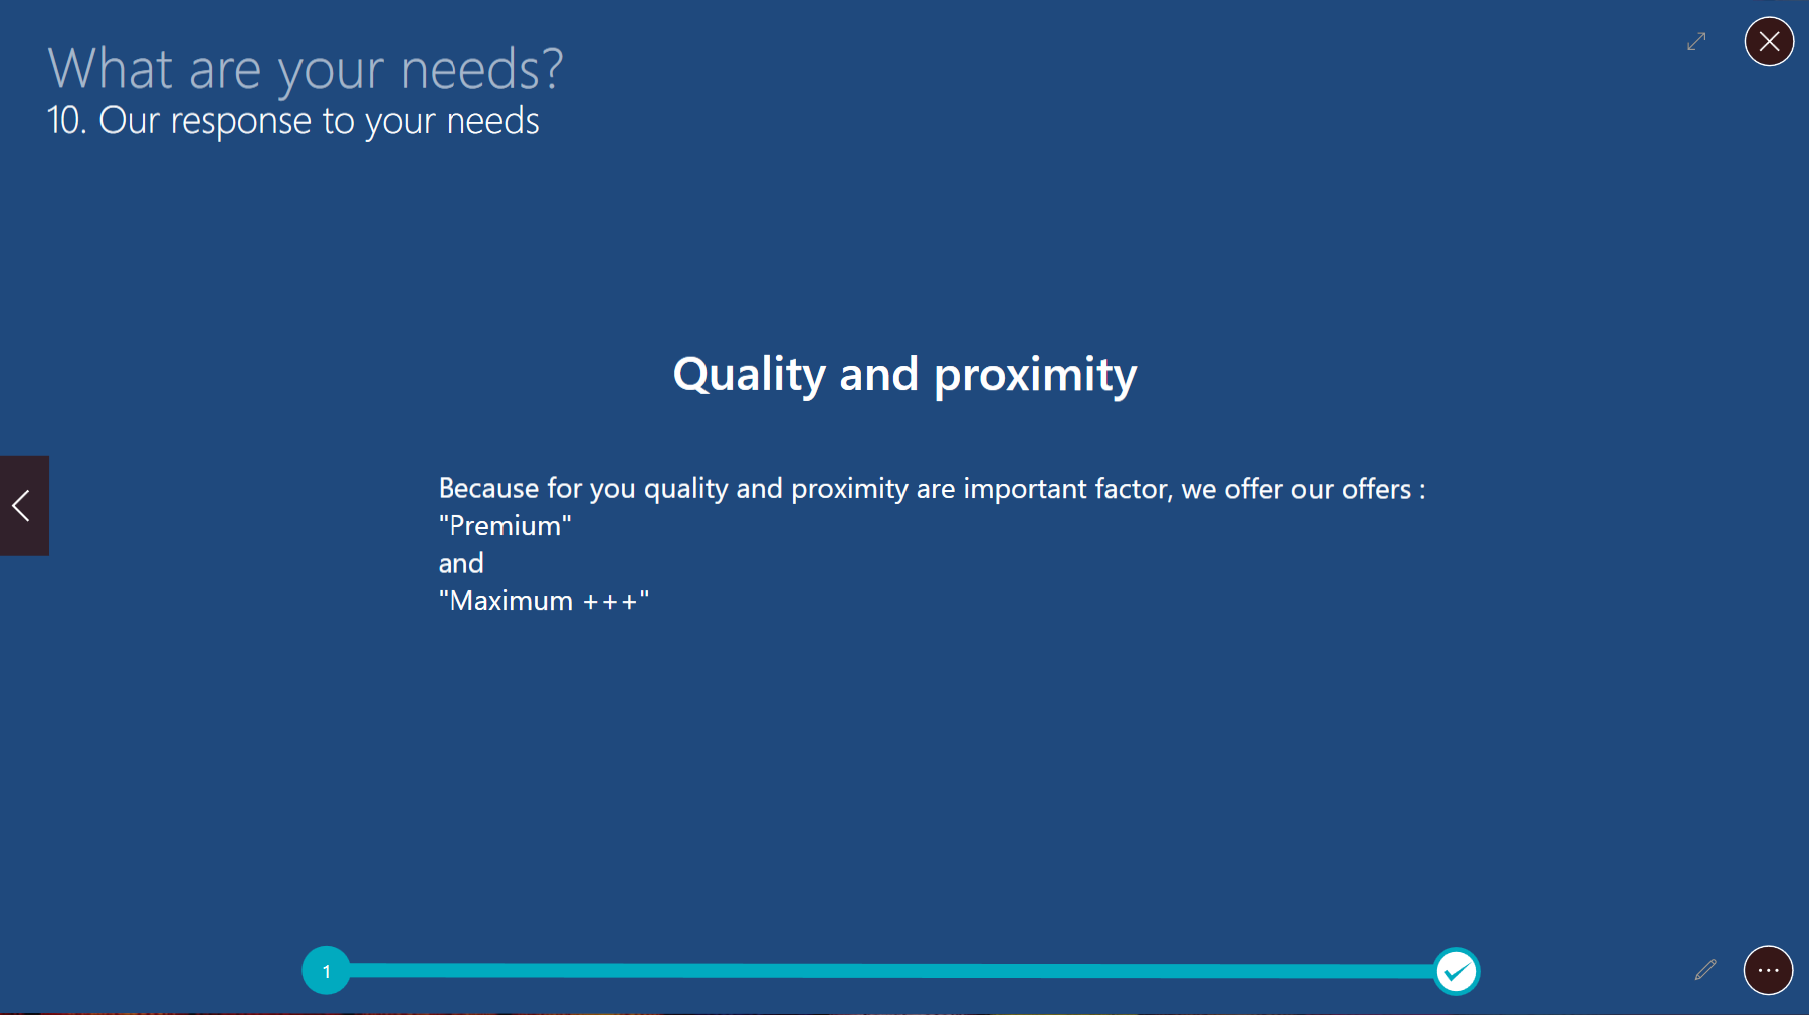 What are your needs?
10. Our response to your needs
Quality and proximity
Because for you quality and proximity are important factor, we offer our offers :
"Premium"
and
"Maximum +++"
1